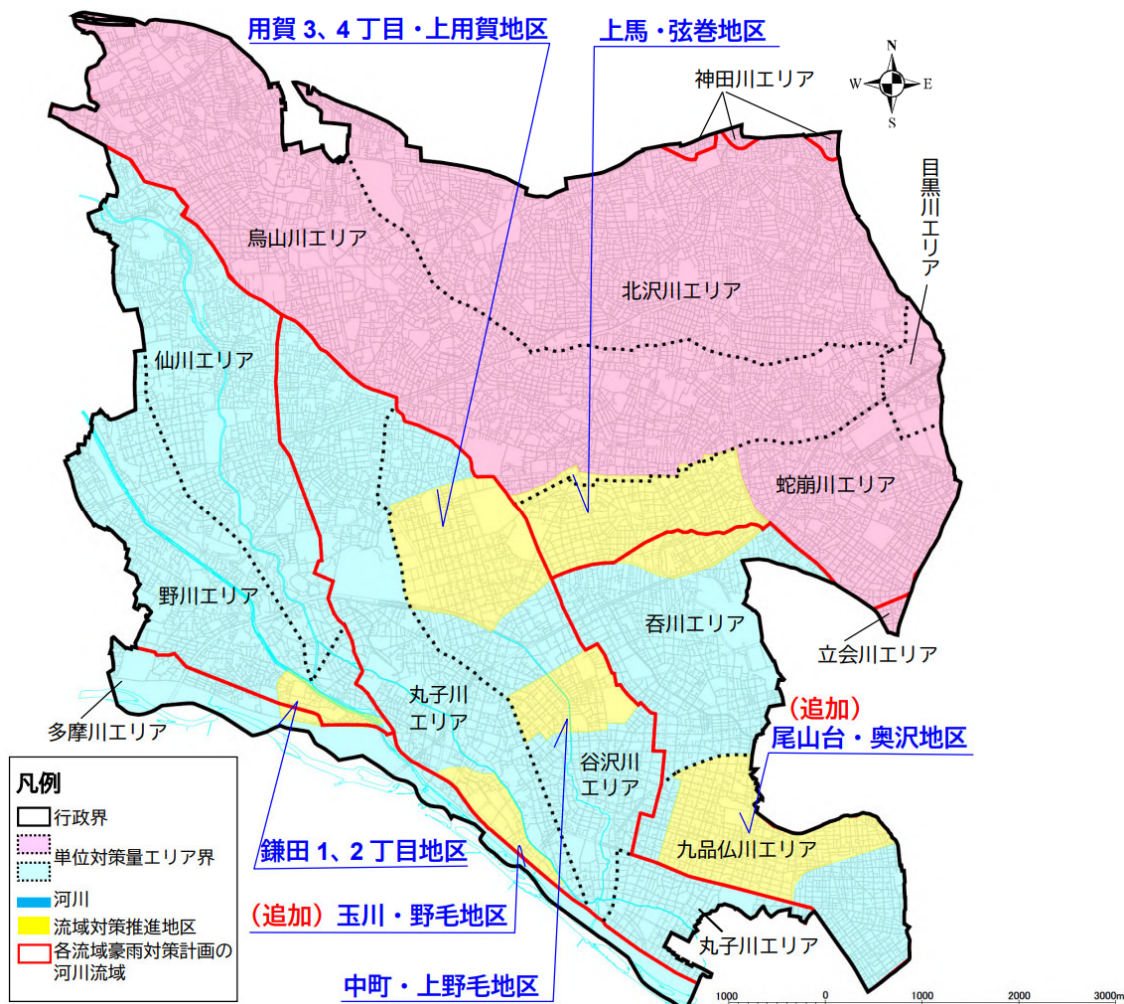 用賀3、4丁目・上用賀地区
上馬・弦巻地区
神田川エリア
N
W
E
S
目黒川エリア
烏山川エリア
北沢川エリア
仙川エリア
蛇崩川エリア
野川エリア
呑川エリア
立会川エリア
丸子川
エリア
多摩川エリア
(追加)
尾山台・奥沢地区
谷沢川
エリア
九品仏川エリア
凡例
行政界
単位対策量エリア界
河川
流域対策推進地区
各流域豪雨対策計画の
河川流域
鎌田1、2丁目地区
(追加)玉川・野毛地区
丸子川エリア
中町・上野毛地区
1000
0
1000
2000
3000m